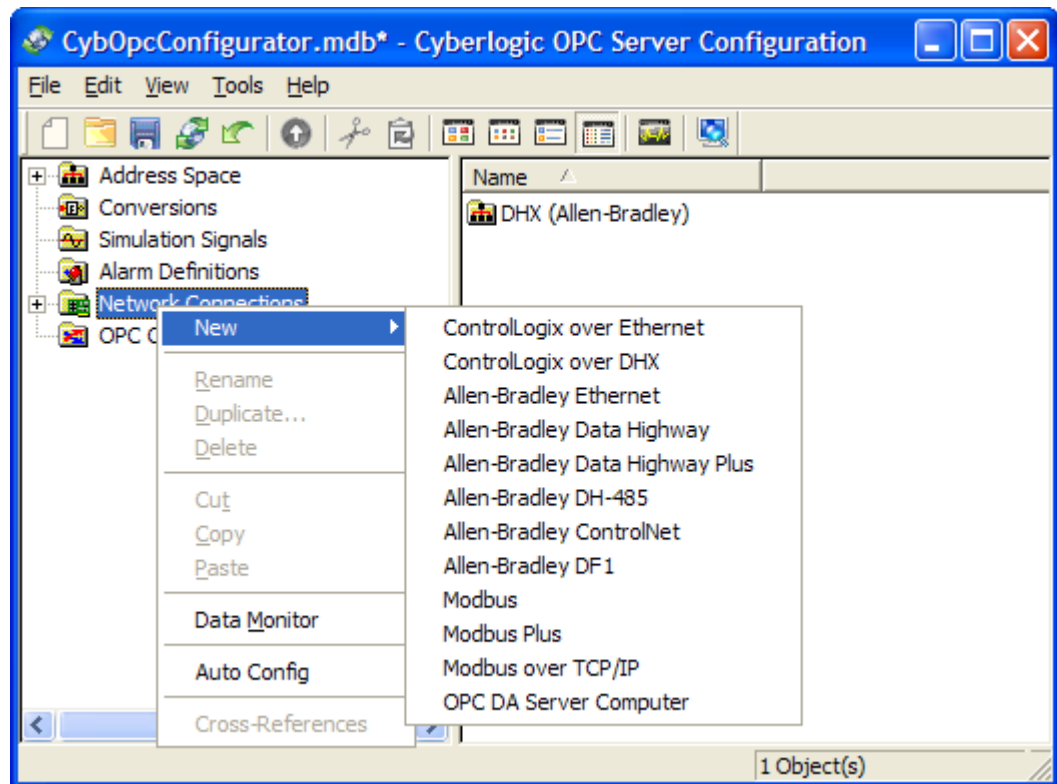 CybOpcConfigurator.mdb* - Cyberlogic OPC Server Configuration
File Edit View Tools Help
Address Space
Conversions
Simulation Signals
Alarm Definitions
Network Connections
OPC C
Name
DHX (Allen-Bradley)
New
Rename
Duplicate...
Delete
Cut
Copy
Paste
Data Monitor
Auto Config
Cross-References
ControlLogix over Ethernet
ControlLogix over DHX
Allen-Bradley Ethernet
Allen-Bradley Data Highway
Allen-Bradley Data Highway Plus
Allen-Bradley DH-485
Allen-Bradley ControlNet
Allen-Bradley DF1
Modbus
Modbus Plus
Modbus over TCP/IP
OPC DA Server Computer
1 Object(s)